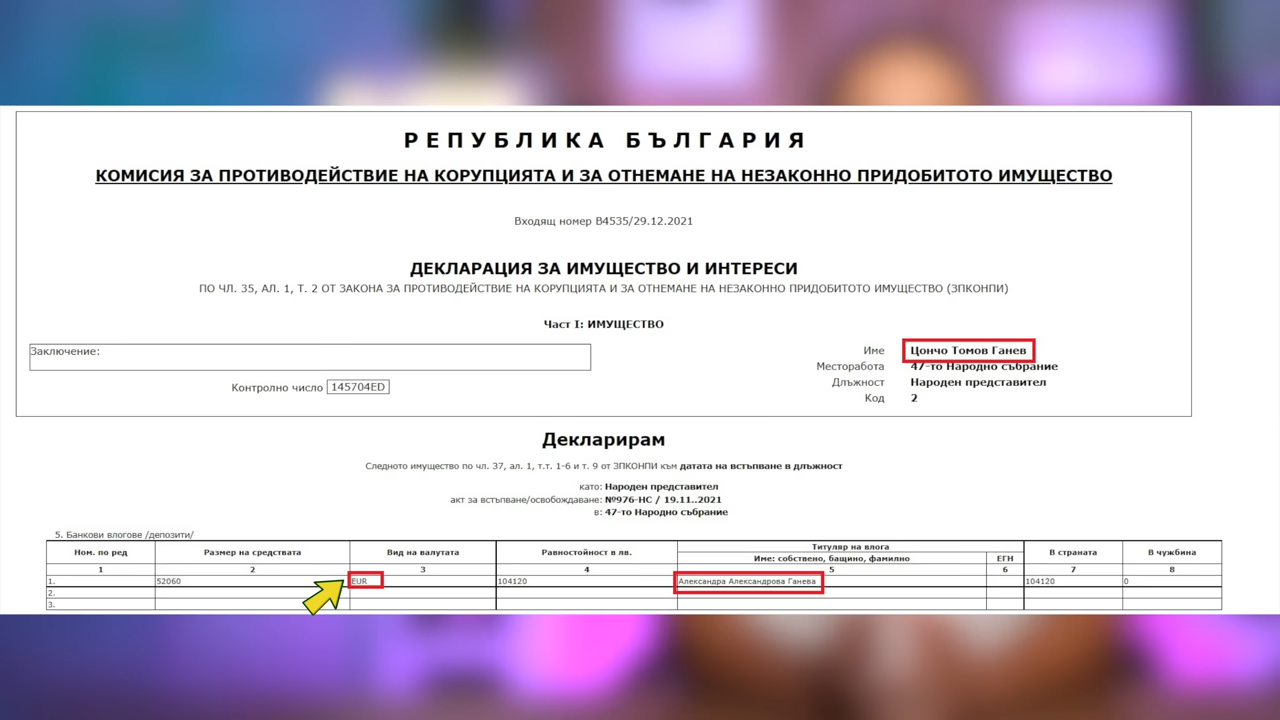 РЕПУБЛИКА БЪЛГАРИЯ
КОМИСИЯ ЗА ПРОТИВОДЕЙСТВИЕ НА КОРУПЦИЯТА И ЗА ОТНЕМАНЕ НА НЕЗАКОННО ПРИДОБИТОТО ИМУЩЕСТВО
Входящ номер В4535/29.12.2021
ДЕКЛАРАЦИЯ ЗА ИМУЩЕСТВО И ИНТЕРЕСИ
ПО ЧЛ. 35, АЛ. 1, Т. 2 ОТ ЗАКОНА ЗА ПРОТИВОДЕЙСТВИЕ НА КОРУПЦИЯТА И ЗА ОТНЕМАНЕ НА НЕЗАКОННО ПРИДОБИТОТО ИМУЩЕСТВО (ЗПКОНПИ)
Част I: ИМУЩЕСТВО
Заключение:
Контролно число 145704ED
Име Цончо Томов Ганев
Месторабота 47-то Народно събрание
Длъжност Народен представител
Код 2
Декларирам
Следното имущество по чл. 37, ал. 1, т.т. 1-6 и т. 9 от ЗПКОНПИ към датата на встъпване в длъжност
като: Народен представител
акт за встъпване/освобождаване: №976-НС / 19.11..2021
в: 47-то Народно събрание
5. Банкови влогове /депозити/
Ном. по ред Размер на средствата Вид на валутата Равностойност в лв. Титуляр на влога В страната В чужбина
Име: собствено, бащино, фамилно ЕГН
1 2 3 4 5 6 7 8
1. 52060 EUR 104120 Александра Александрова Ганева 104120 0
2.
3.